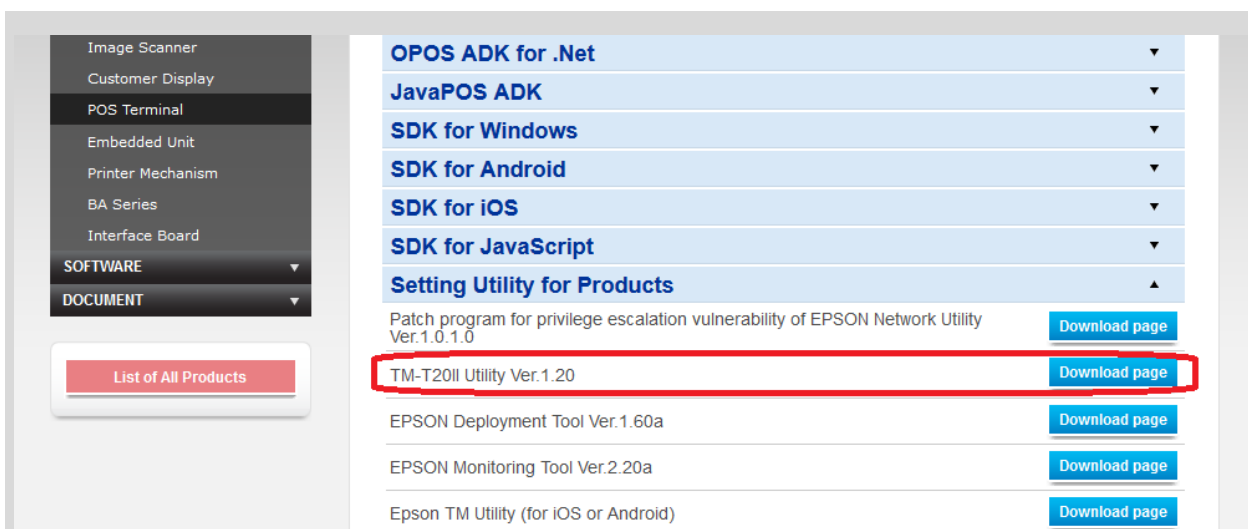 Image Scanner
Customer Display
POS Terminal
Embedded Unit
Printer Mechanism
BA Series
Interface Board
SOFTWARE ▼
DOCUMENT ▼
List of All Products
OPOS ADK for .Net ▼
JavaPOS ADK ▼
SDK for Windows ▼
SDK for Android ▼
SDK for iOS ▼
SDK for JavaScript ▼
Setting Utility for Products ▲
Patch program for privilege escalation vulnerability of EPSON Network Utility
Ver.1.0.1.0 Download page
TM-T20II Utility Ver.1.20 Download page
EPSON Deployment Tool Ver.1.60a Download page
EPSON Monitoring Tool Ver.2.20a Download page
Epson TM Utility (for iOS or Android) Download page